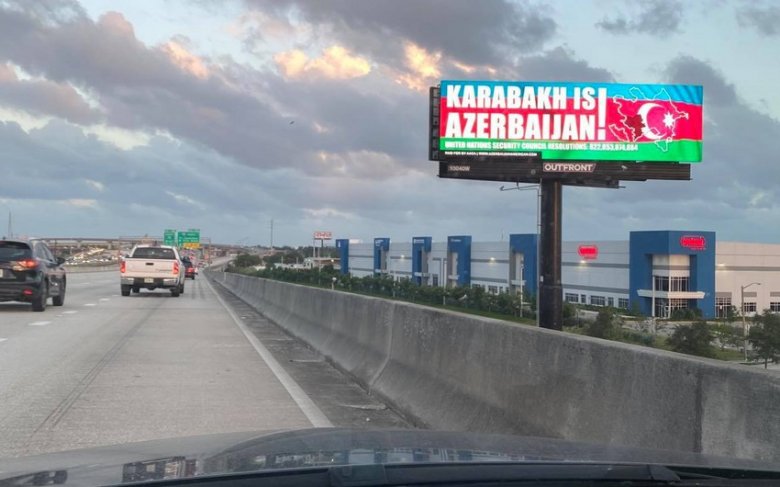 KARABAKH IS
AZERBAIJAN!
UNITED NATIONS SECURITY COUNCIL RESOLUTIONS: 822,853,874,884
OUTFRONT